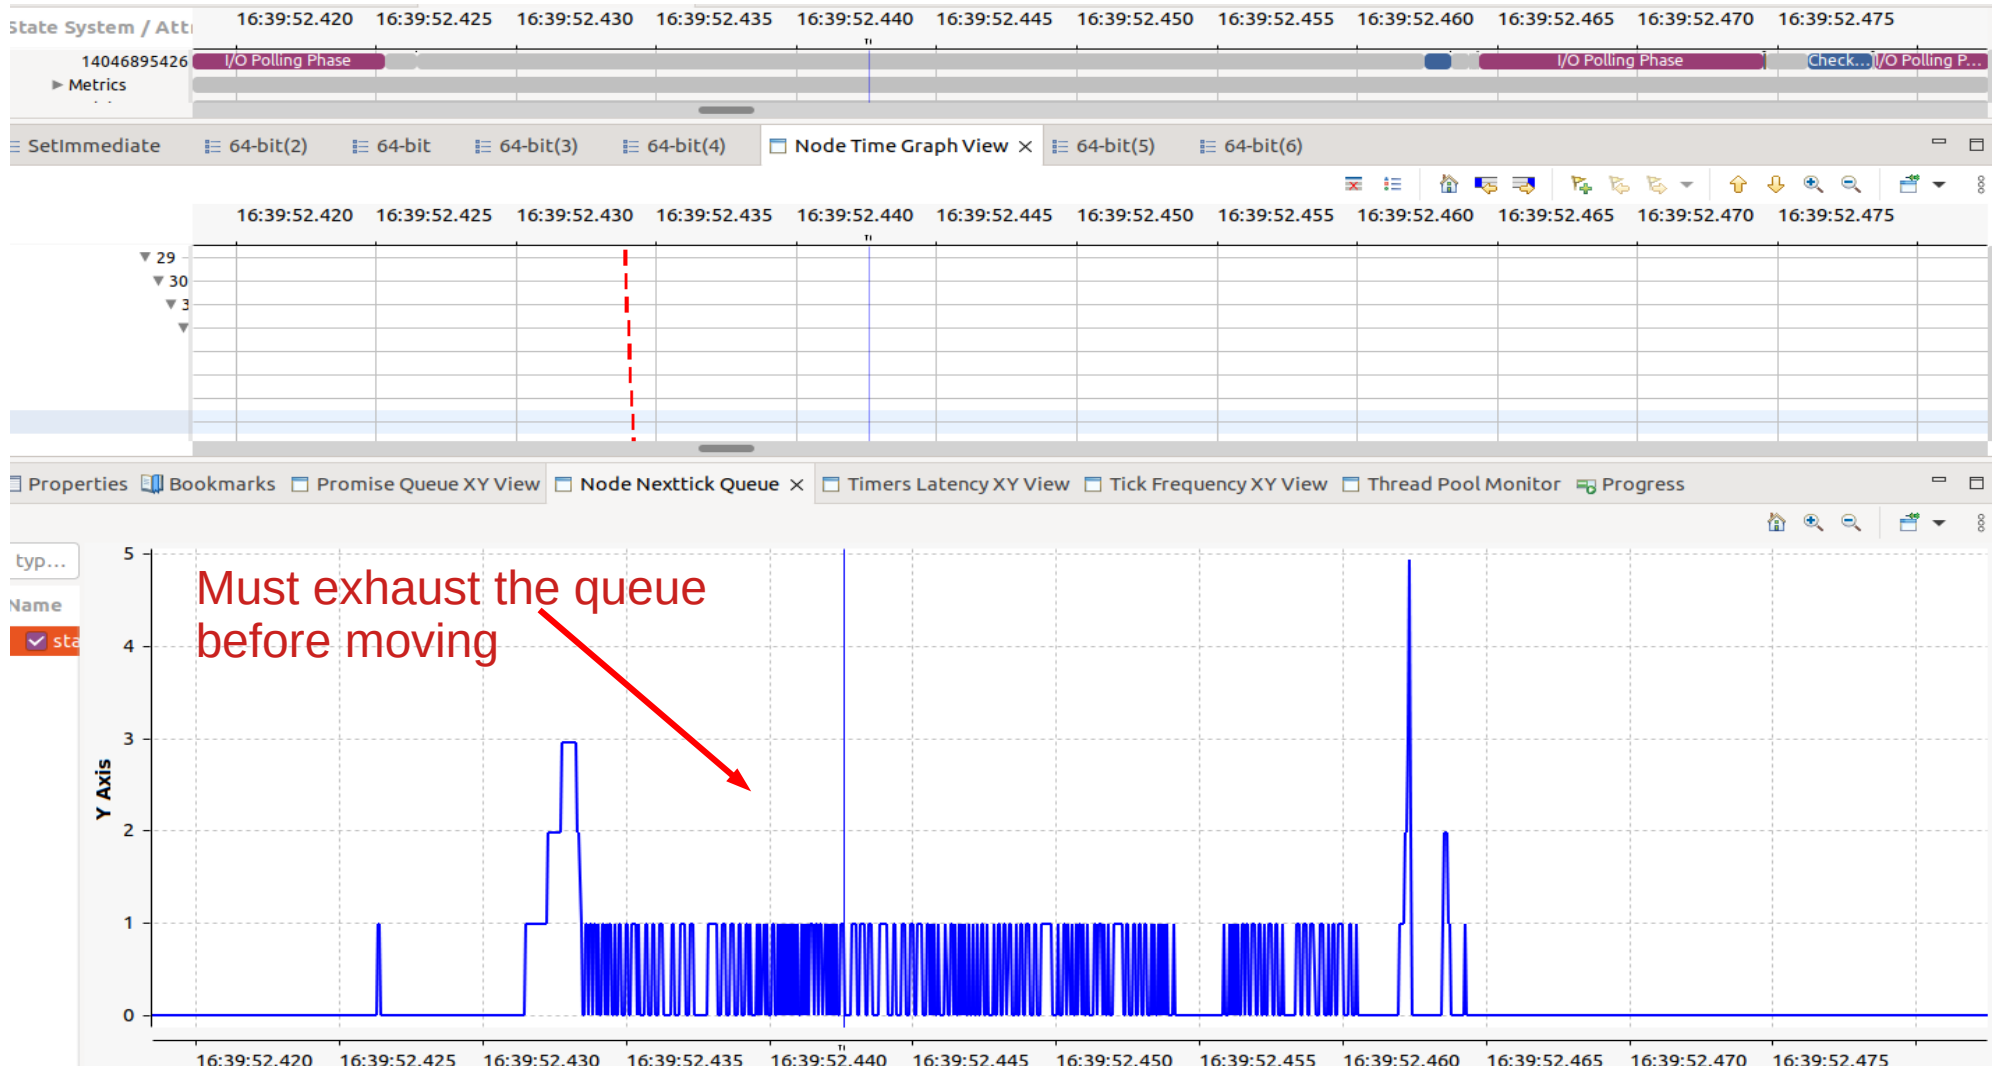 State System / Attr 16:39:52.420 16:39:52.425 16:39:52.430 16:39:52.435 16:39:52.440 16:39:52.445 16:39:52.450 16:39:52.455 16:39:52.460 16:39:52.465 16:39:52.470 16:39:52.475
14046895426 I/O Polling Phase I/O Polling Phase Check... I/O Polling P...
Metrics
SetImmediate 64-bit(2) 64-bit 64-bit(3) 64-bit(4) Node Time Graph View 64-bit(5) 64-bit(6)
16:39:52.420 16:39:52.425 16:39:52.430 16:39:52.435 16:39:52.440 16:39:52.445 16:39:52.450 16:39:52.455 16:39:52.460 16:39:52.465 16:39:52.470 16:39:52.475
29
30
3
Properties Bookmarks Promise Queue XY View Node Nexttick Queue Timers Latency XY View Tick Frequency XY View Thread Pool Monitor Progress
typ...
Name
sta
Must exhaust the queue
before moving
Y Axis
5
4
3
2
1
0
16:39:52.420 16:39:52.425 16:39:52.430 16:39:52.435 16:39:52.440 16:39:52.445 16:39:52.450 16:39:52.455 16:39:52.460 16:39:52.465 16:39:52.470 16:39:52.475